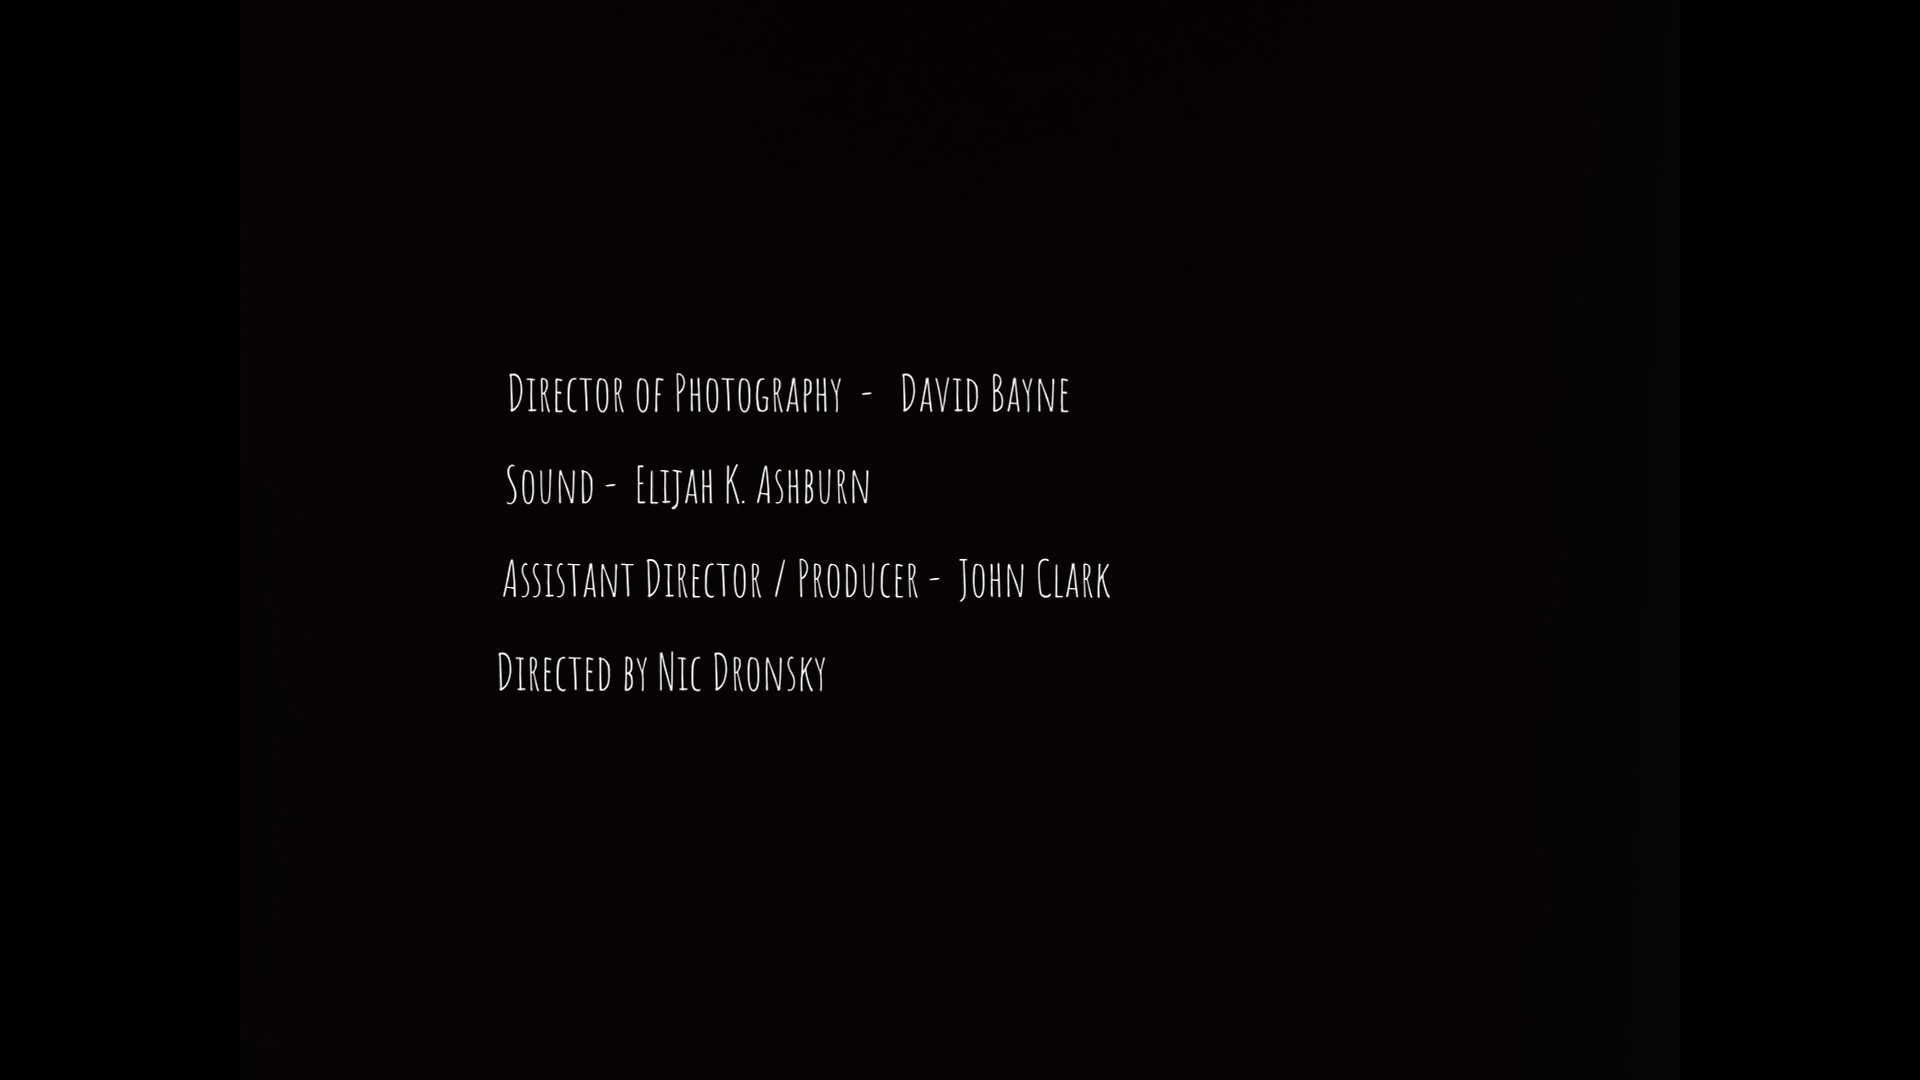 Director of Photography - David Bayne
Sound - Elijah K. Ashburn
Assistant Director / Producer - John Clark
Directed by Nic Dronsky